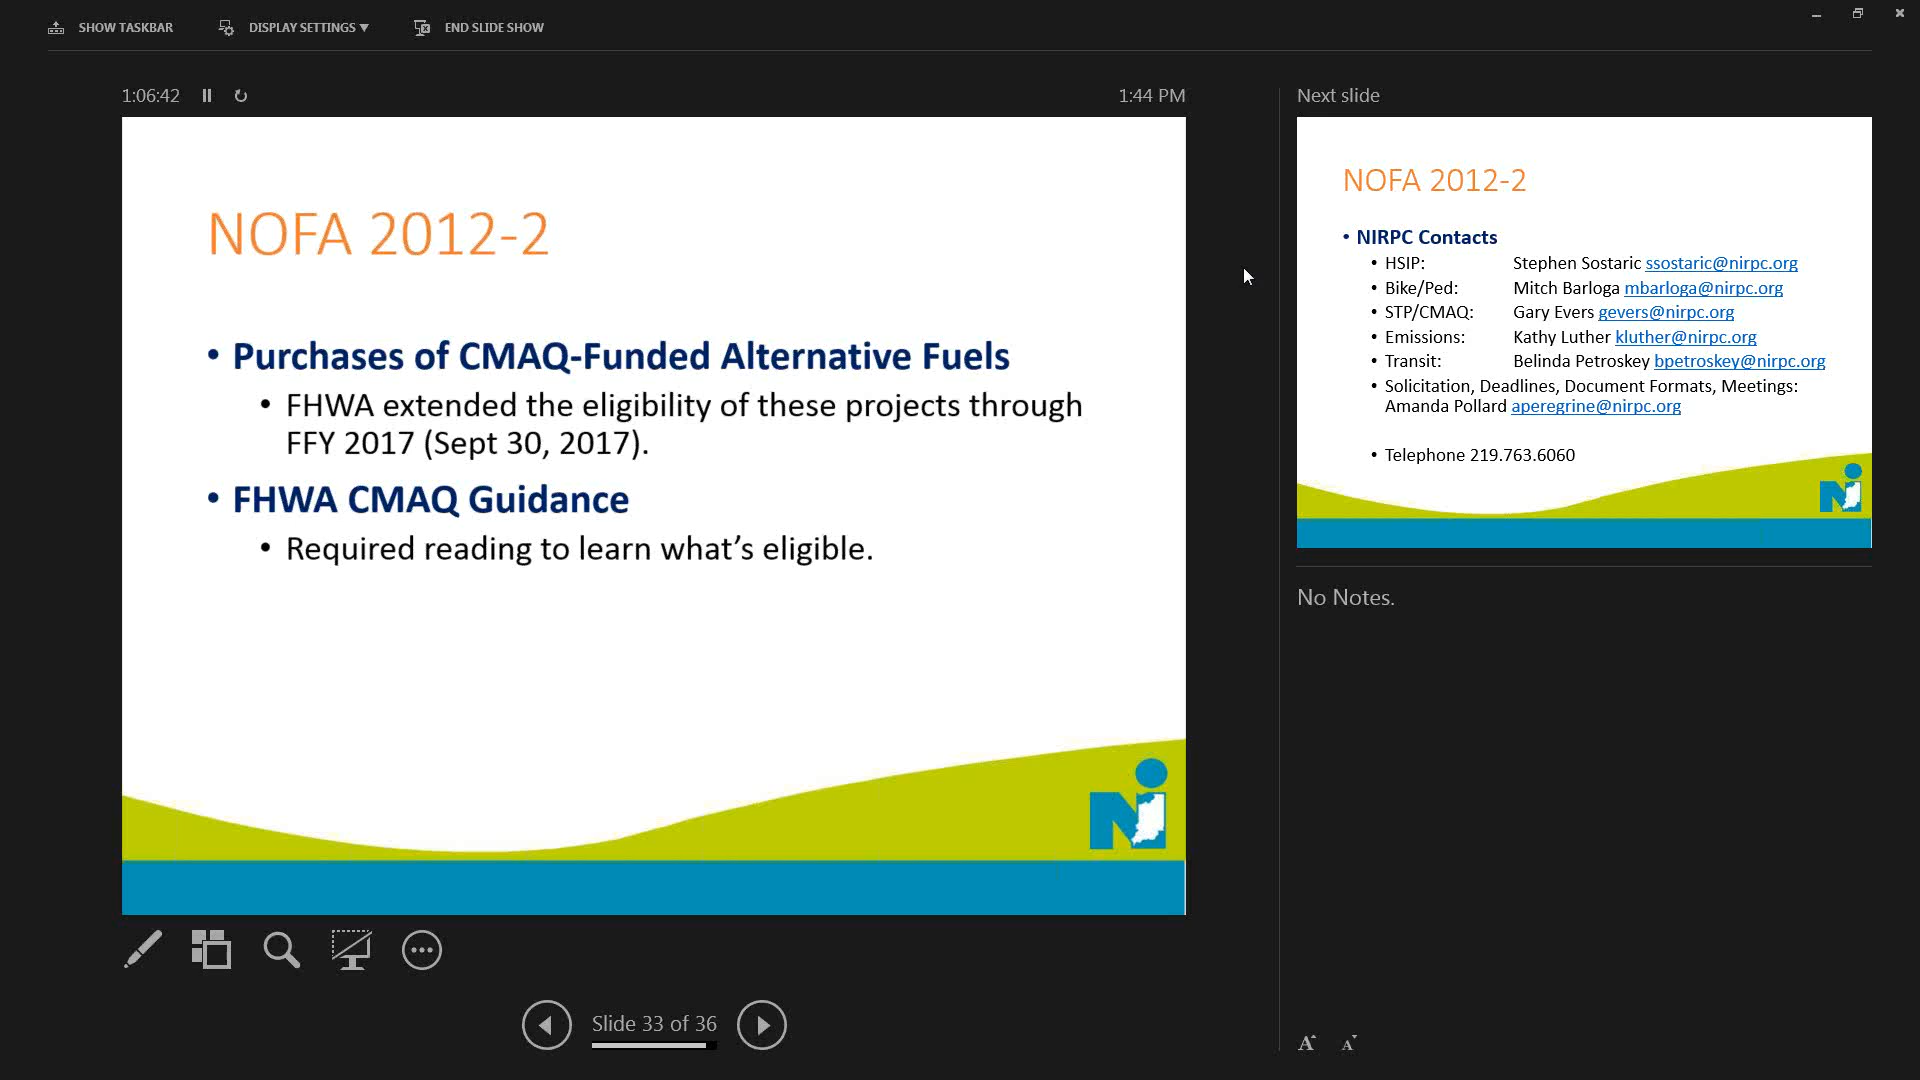 SHOW TASKBAR DISPLAY SETTINGS ▼ END SLIDE SHOW
1:06:42 1:44 PM
NOFA 2012-2
• Purchases of CMAQ-Funded Alternative Fuels
• FHWA extended the eligibility of these projects through
FFY 2017 (Sept 30, 2017).
• FHWA CMAQ Guidance
• Required reading to learn what's eligible.
Slide 33 of 36
Next slide
NOFA 2012-2
• NIRPC Contacts
• HSIP: Stephen Sostaric ssostaric@nirpc.org
• Bike/Ped: Mitch Barloga mbarloga@nirpc.org
• STP/CMAQ: Gary Evers gevers@nirpc.org
• Emissions: Kathy Luther kluther@nirpc.org
• Transit: Belinda Petroskey bpetroskey@nirpc.org
• Solicitation, Deadlines, Document Formats, Meetings:
Amanda Pollard aperegrine@nirpc.org
• Telephone 219.763.6060
No Notes.
A A